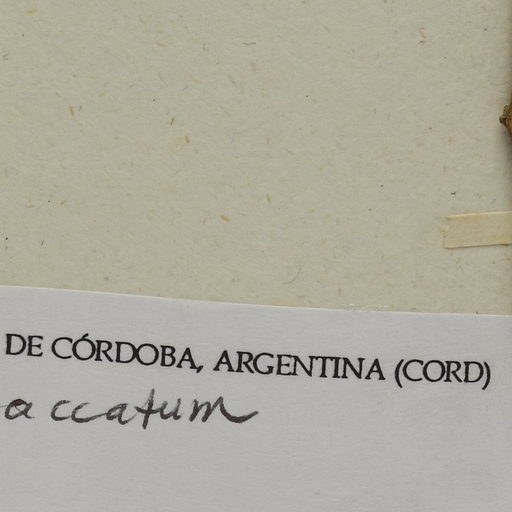 DE CÓRDOBA, ARGENTINA (CORD)
accatum